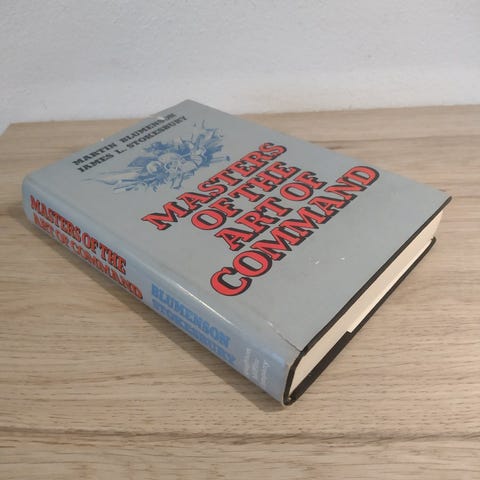 MARTIN BLUMENSON
JAMES L. STOKESBURY
MASTERS
OF THE
ART OF
COMMAND
MASTERS OF THE
ART OF COMMAND
BLUMENSON
STOKESBURY